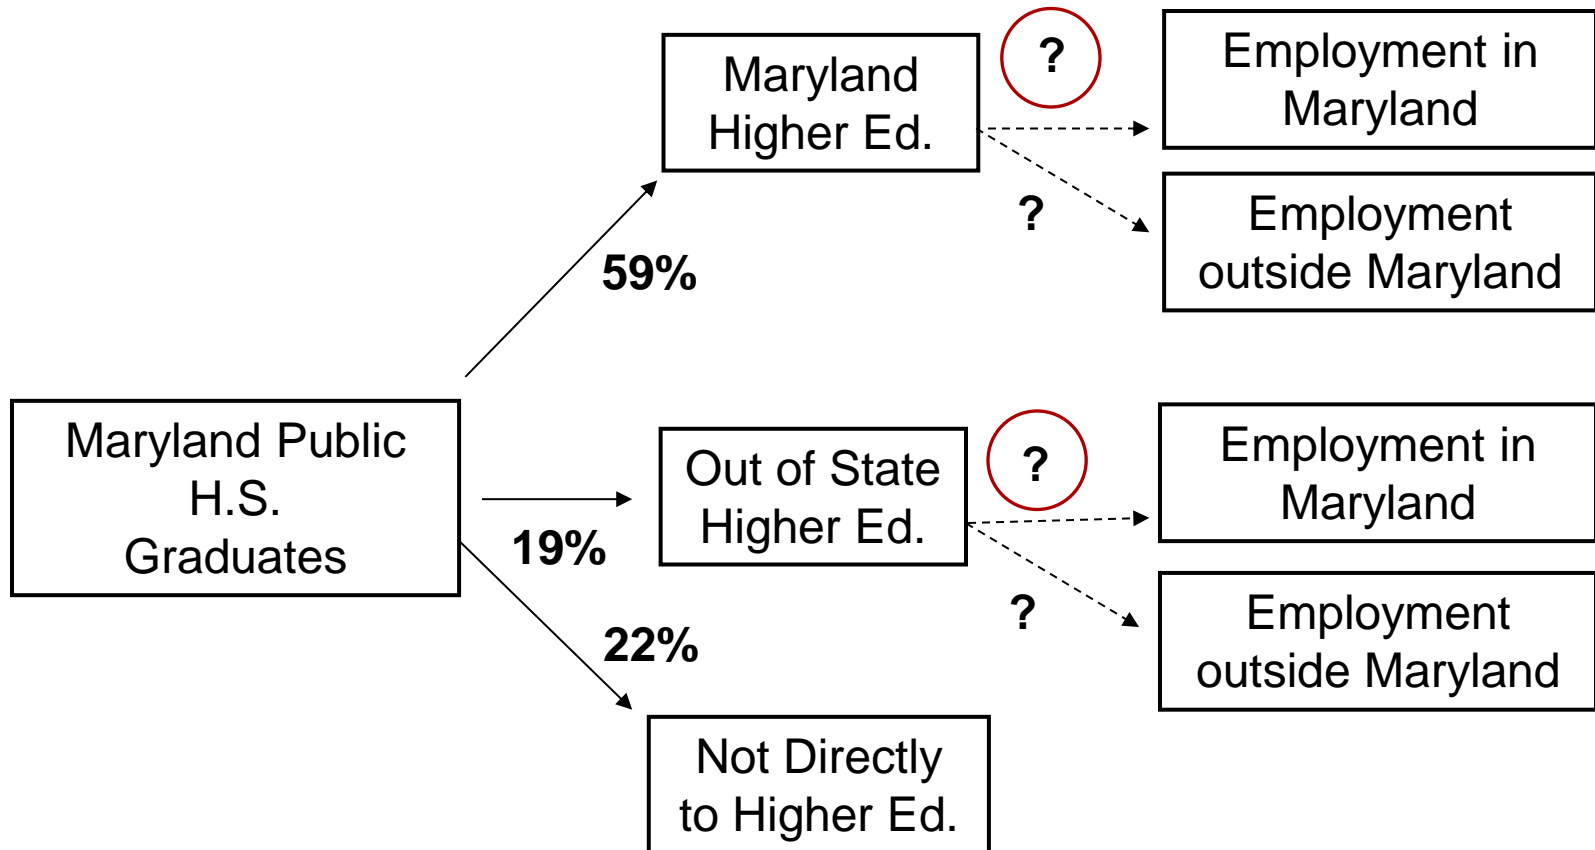 Maryland
Higher Ed.
?
Employment in
Maryland
?
Employment
outside Maryland
59%
Maryland Public
H.S.
Graduates
19%
Out of State
Higher Ed.
?
Employment in
Maryland
?
Employment
outside Maryland
22%
Not Directly
to Higher Ed.